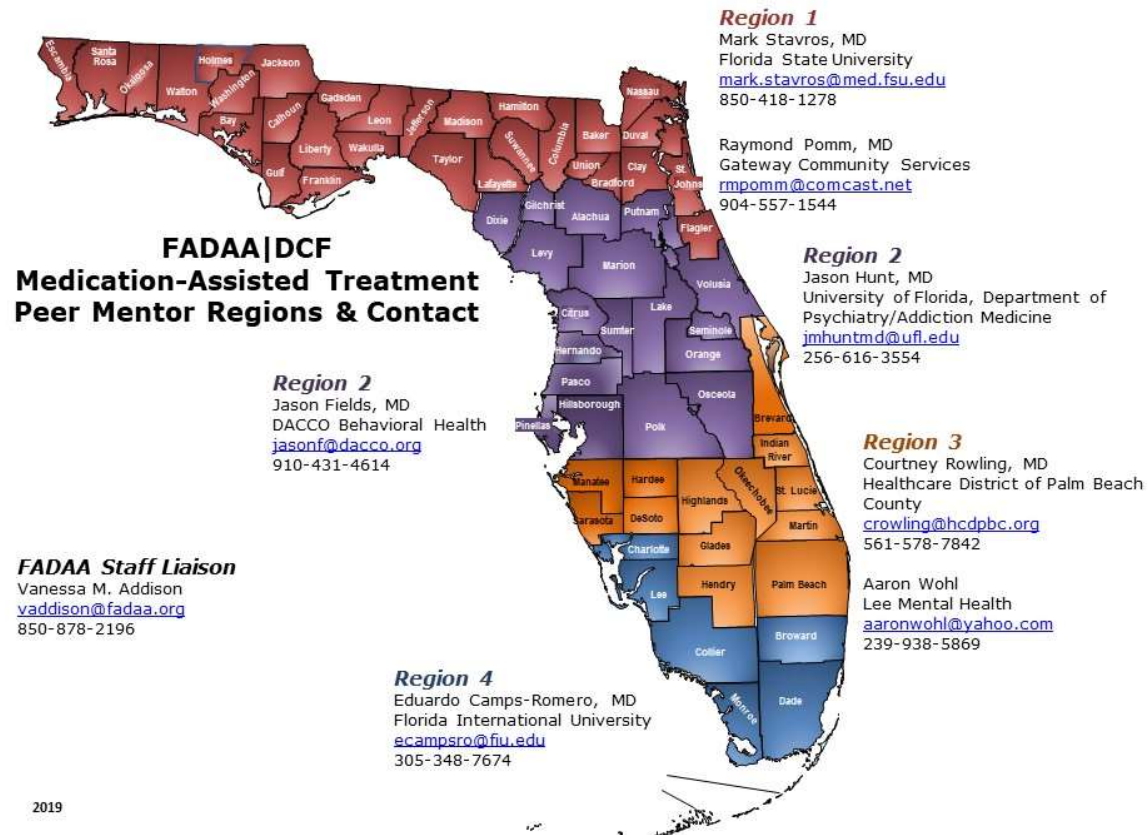 Region 1
Mark Stavros, MD
Florida State University
mark.stavros@med.fsu.edu
850-418-1278
Raymond Pomm, MD
Gateway Community Services
rmpomm@comcast.net
904-557-1544
Escambia
Santa
Rosa
Okaloosa
Walton
Holmes
Washington
Jackson
Bay
Calhoun
Gulf
Gadsden
Liberty
Franklin
Leon
Wakulla
Jefferson
Madison
Taylor
Hamilton
Suwannee
Lafayette
Columbia
Baker
Union
Bradford
Nassau
Duval
Clay
St.
Johns
Flagler
Dixie
Gilchrist
Alachua
Putnam
Levy
Marion
Volusia
Citrus
Sumter
Lake
Seminole
Hernando
Orange
Pasco
Hillsborough
Pinellas
Polk
Osceola
Brevard
Indian
River
Manatee
Hardee
Highlands
Okeechobee
St. Lucie
Sarasota
DeSoto
Martin
Charlotte
Glades
Lee
Hendry
Palm Beach
Collier
Broward
Monroe
Dade
FADAA|DCF
Medication-Assisted Treatment
Peer Mentor Regions & Contact
Region 2
Jason Hunt, MD
University of Florida, Department of
Psychiatry/Addiction Medicine
jmhuntmd@ufl.edu
256-616-3554
Region 2
Jason Fields, MD
DACCO Behavioral Health
jasonf@dacco.org
910-431-4614
Region 3
Courtney Rowling, MD
Healthcare District of Palm Beach
County
crowling@hcdpbc.org
561-578-7842
Aaron Wohl
Lee Mental Health
aaronwohl@yahoo.com
239-938-5869
FADAA Staff Liaison
Vanessa M. Addison
vaddison@fadaa.org
850-878-2196
Region 4
Eduardo Camps-Romero, MD
Florida International University
ecampsro@fiu.edu
305-348-7674
2019